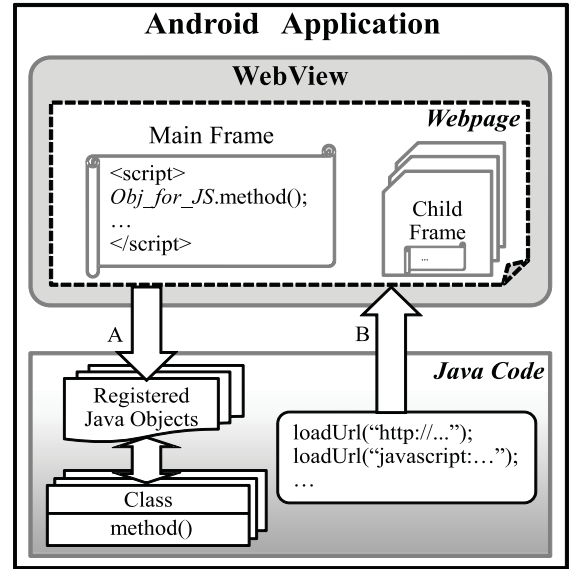 Android Application
WebView
Webpage
Main Frame
<script>
Obj_for_JS.method();
…
</script>
Child
Frame
...
A
B
Java Code
Registered
Java Objects
loadUrl(“http://...”);
loadUrl(“javascript:…”);
…
Class
method()